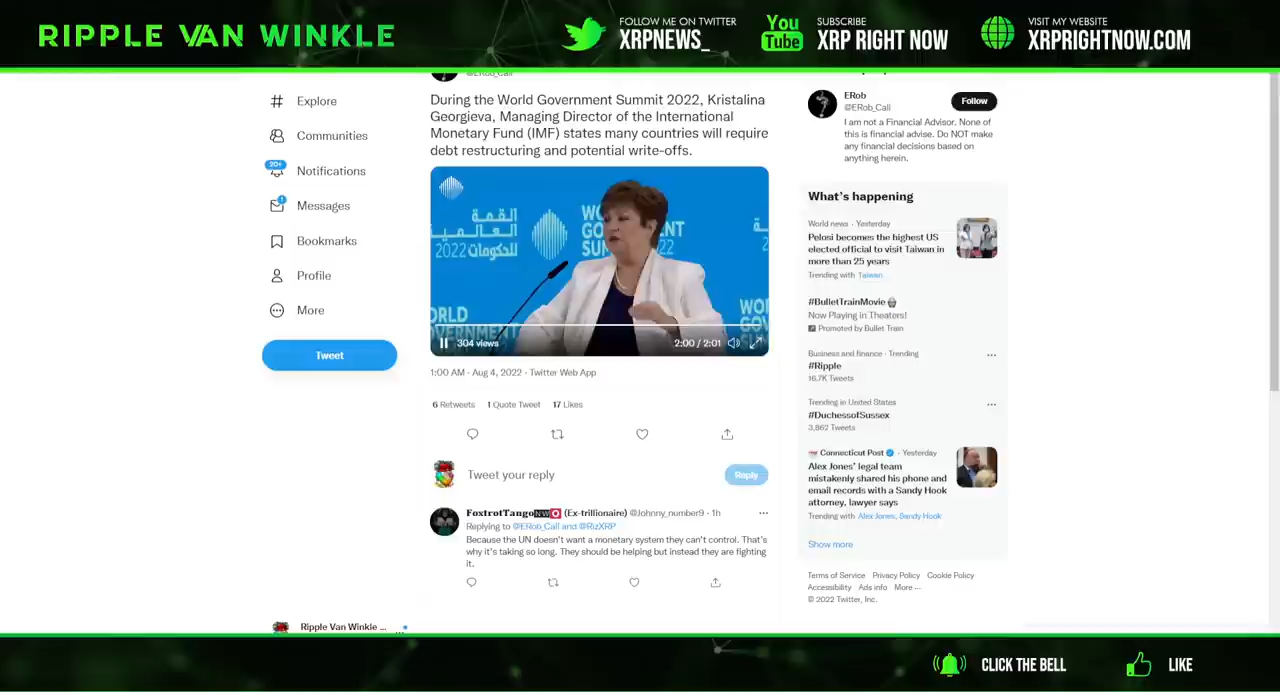 RIPPLE VAN WINKLE
FOLLOW ME ON TWITTER
XRPNEWS_
You
Tube
SUBSCRIBE
XRP RIGHT NOW
VISIT MY WEBSITE
XRPRIGHTNOW.COM
Explore
Communities
20+
Notifications
1
Messages
Bookmarks
Profile
More
Tweet
Ripple Van Winkle ...
@ERob_Call
During the World Government Summit 2022, Kristalina
Georgieva, Managing Director of the International
Monetary Fund (IMF) states many countries will require
debt restructuring and potential write-offs.
القمة
العالمية
للحكومات 2022
ORLD
VERNMENT
304 views
2:00 / 2:01
1:00 AM · Aug 4, 2022 · Twitter Web App
6 Retweets 1 Quote Tweet 17 Likes
Tweet your reply
Reply
FoxtrotTango (Ex-trillionaire) @Johnny_number9 · 1h
Replying to @ERob_Call and @RizXRP
Because the UN doesn't want a monetary system they can't control. That's
why it's taking so long. They should be helping but instead they are fighting
it.
ERob
@ERob_Call
Follow
I am not a Financial Advisor. None of
this is financial advise. Do NOT make
any financial decisions based on
anything herein.
What's happening
World news · Yesterday
Pelosi becomes the highest US
elected official to visit Taiwan in
more than 25 years
Trending with Taiwan
#BulletTrainMovie
Now Playing in Theaters!
Promoted by Bullet Train
Business and finance · Trending
#Ripple
16.7K Tweets
Trending in United States
#DuchessofSussex
3,862 Tweets
Connecticut Post · Yesterday
Alex Jones' legal team
mistakenly shared his phone and
email records with a Sandy Hook
attorney, lawyer says
Trending with Alex Jones, Sandy Hook
Show more
Terms of Service Privacy Policy Cookie Policy
Accessibility Ads info More ···
© 2022 Twitter, Inc.
CLICK THE BELL
LIKE